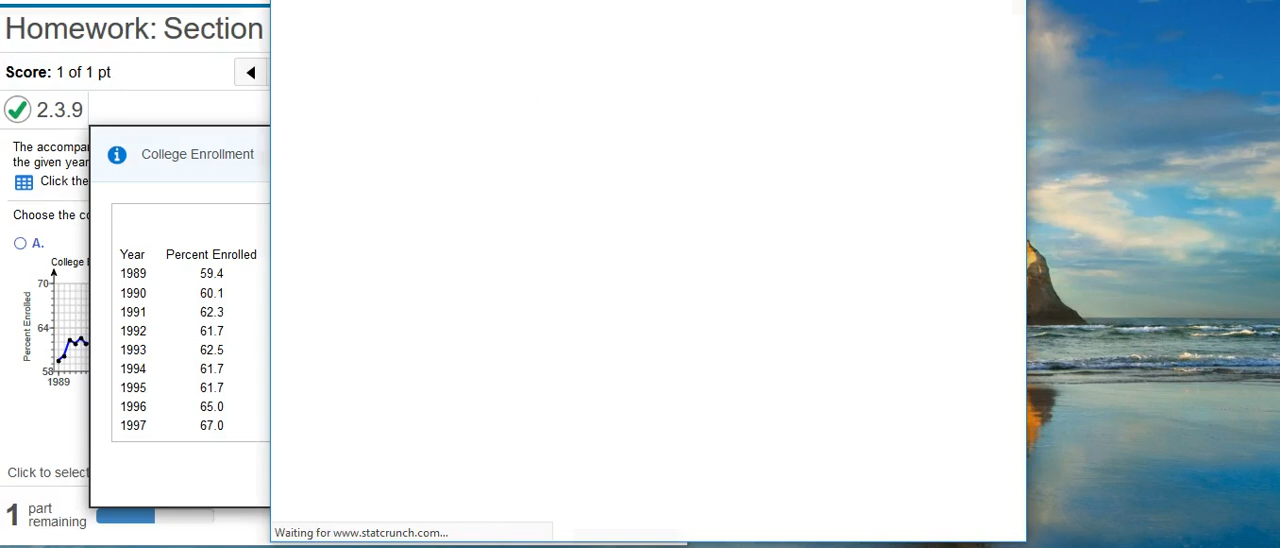 Homework: Section
Score: 1 of 1 pt
2.3.9
The accompa
the given year
Click the
Choose the co
A.
College
70
64
58
Percent Enrolled
1989
Click to select
1 part
remaining
College Enrollment
Year Percent Enrolled
1989 59.4
1990 60.1
1991 62.3
1992 61.7
1993 62.5
1994 61.7
1995 61.7
1996 65.0
1997 67.0
Waiting for www.statcrunch.com...